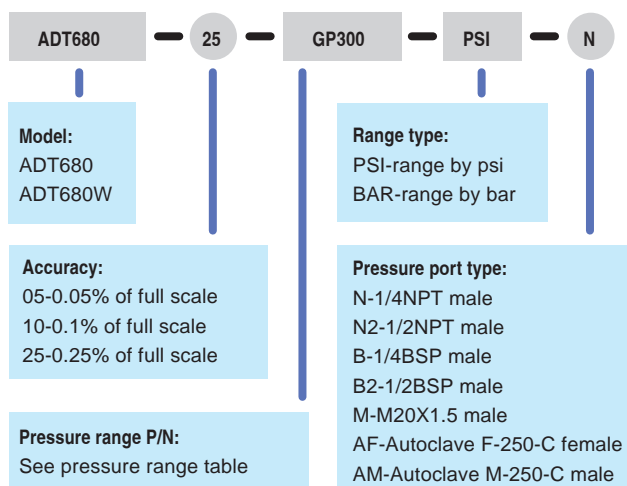 ADT680 25 GP300 PSI N
Model:
ADT680
ADT680W
Range type:
PSI-range by psi
BAR-range by bar
Accuracy:
05-0.05% of full scale
10-0.1% of full scale
25-0.25% of full scale
Pressure port type:
N-1/4NPT male
N2-1/2NPT male
B-1/4BSP male
B2-1/2BSP male
M-M20X1.5 male
AF-Autoclave F-250-C female
AM-Autoclave M-250-C male
Pressure range P/N:
See pressure range table